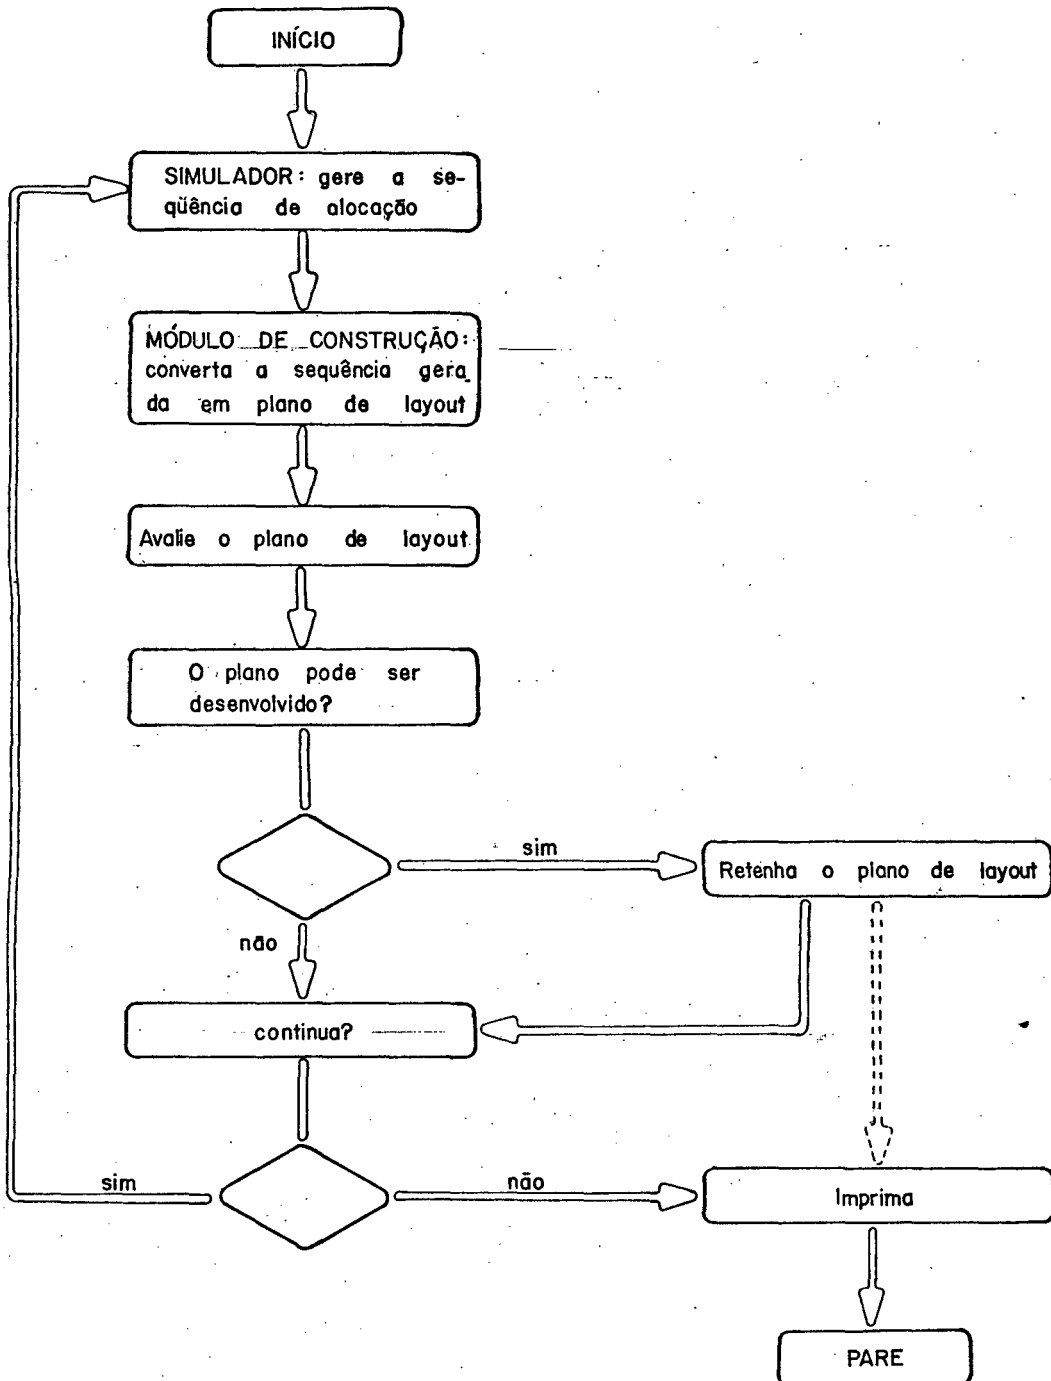 INÍCIO
SIMULADOR: gere a se-
qüência de alocação
MÓDULO DE CONSTRUÇÃO:
converta a sequência gera_
da em plano de layout
Avalie o plano de layout
O plano pode ser
desenvolvido?
sim
Retenha o plano de layout
não
continua?
sim
não
Imprima
PARE